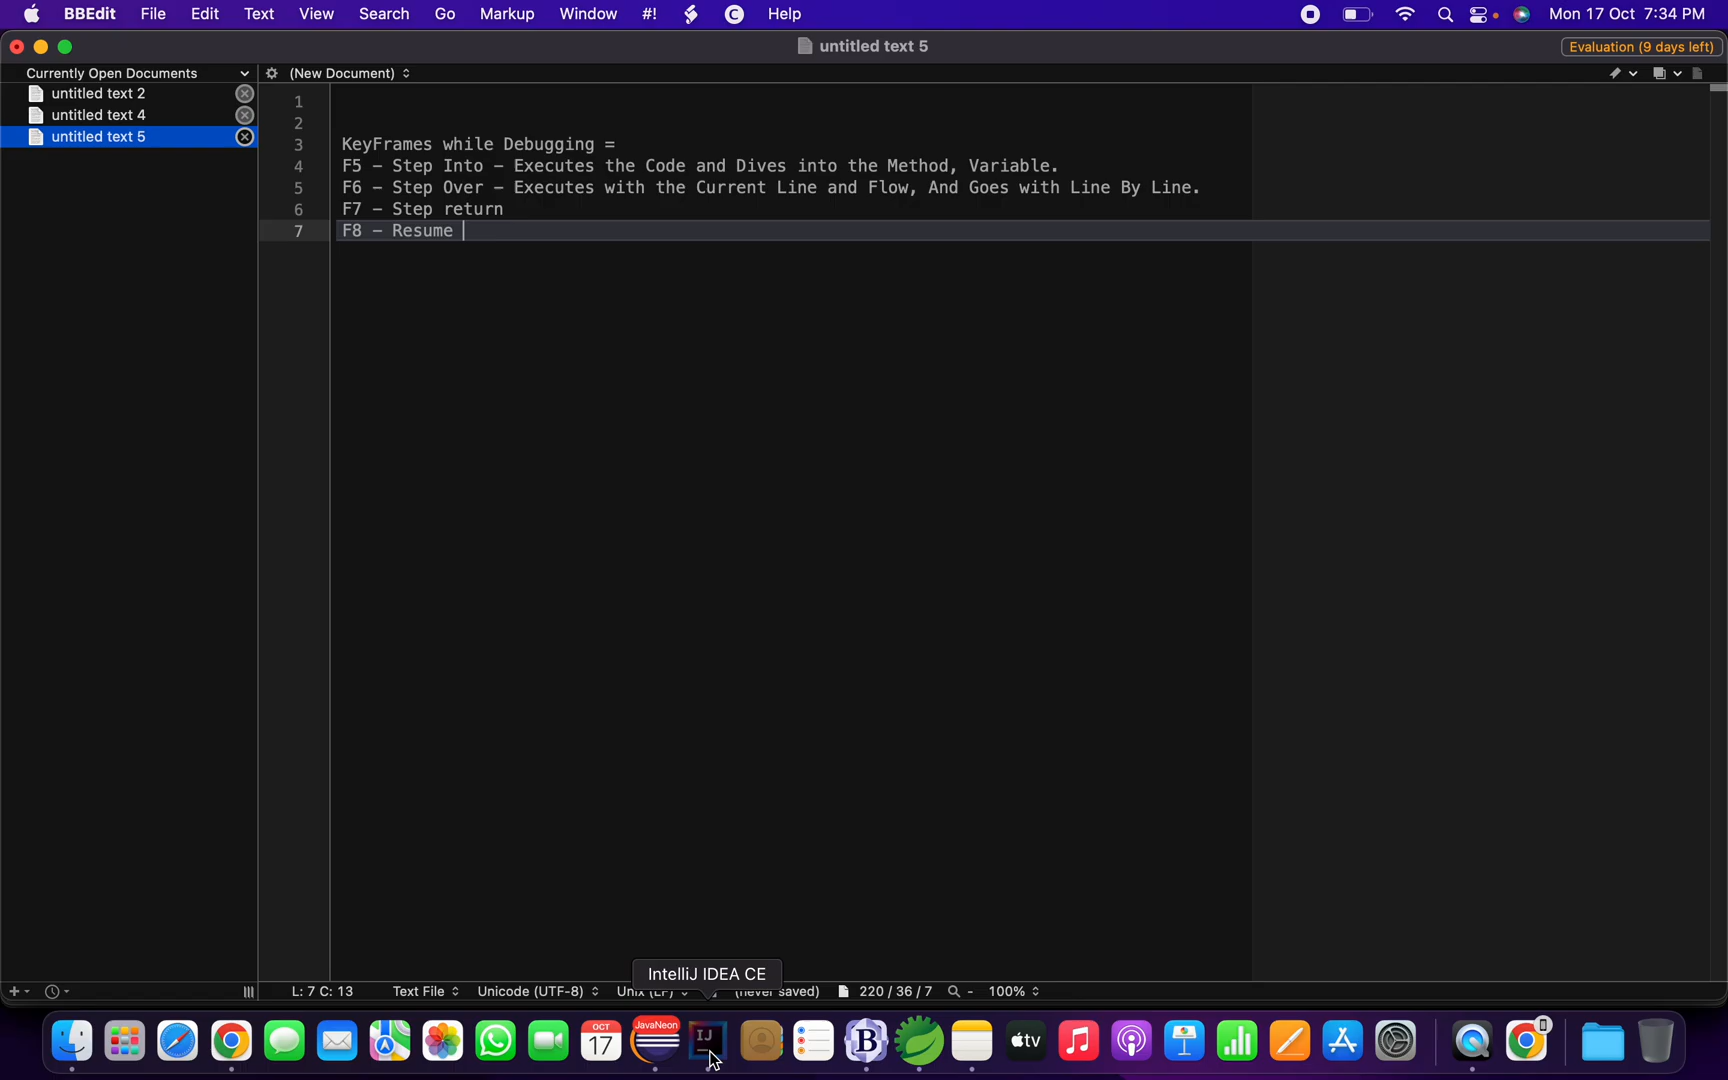 BBEdit File Edit Text View Search Go Markup Window #! Help Mon 17 Oct 7:34 PM
untitled text 5 Evaluation (9 days left)
Currently Open Documents (New Document)
untitled text 2
untitled text 4
untitled text 5
1
2
3 KeyFrames while Debugging =
4 F5 – Step Into – Executes the Code and Dives into the Method, Variable.
5 F6 – Step Over – Executes with the Current Line and Flow, And Goes with Line By Line.
6 F7 – Step return
7 F8 – Resume
IntelliJ IDEA CE
L: 7 C: 13 Text File Unicode (UTF-8) Unix (LF) (never saved) 220 / 36 / 7 - 100%
JavaNeon
OCT
17
IJ
B
tv